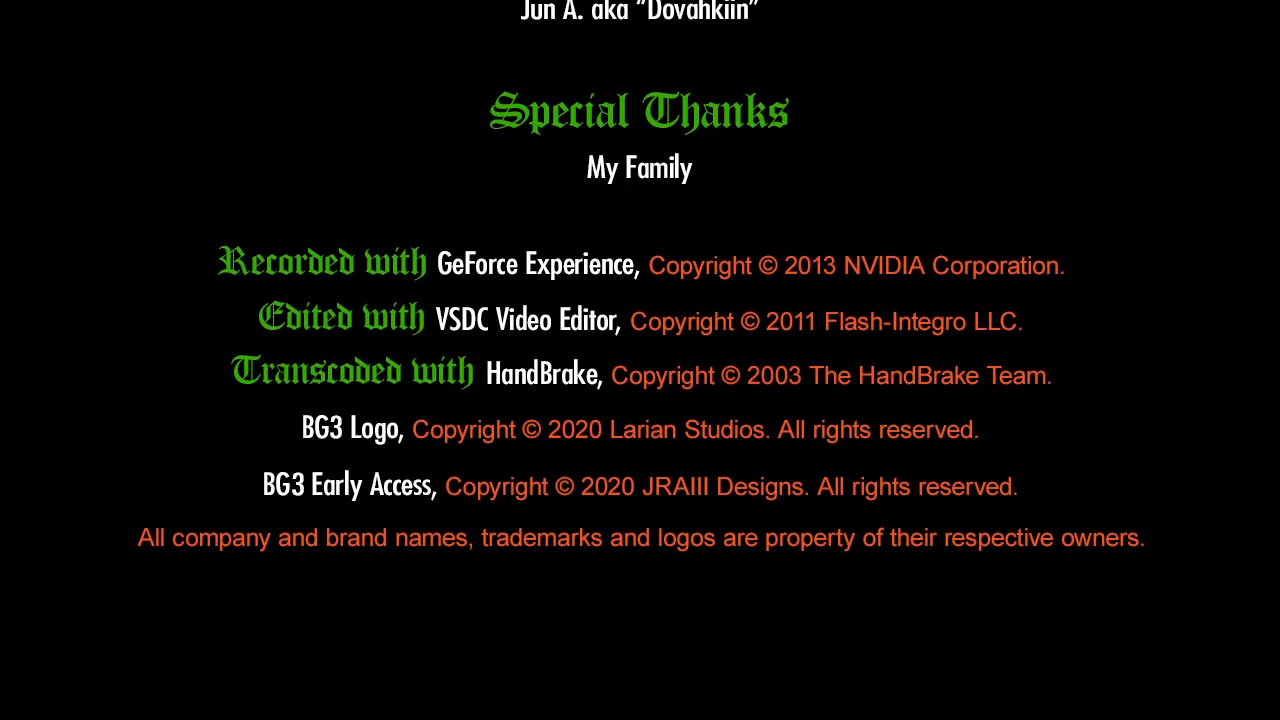 Jun A. aka “Dovahkiin”
Special Thanks
My Family
Recorded with GeForce Experience, Copyright © 2013 NVIDIA Corporation.
Edited with VSDC Video Editor, Copyright © 2011 Flash-Integro LLC.
Transcoded with HandBrake, Copyright © 2003 The HandBrake Team.
BG3 Logo, Copyright © 2020 Larian Studios. All rights reserved.
BG3 Early Access, Copyright © 2020 JRAIII Designs. All rights reserved.
All company and brand names, trademarks and logos are property of their respective owners.